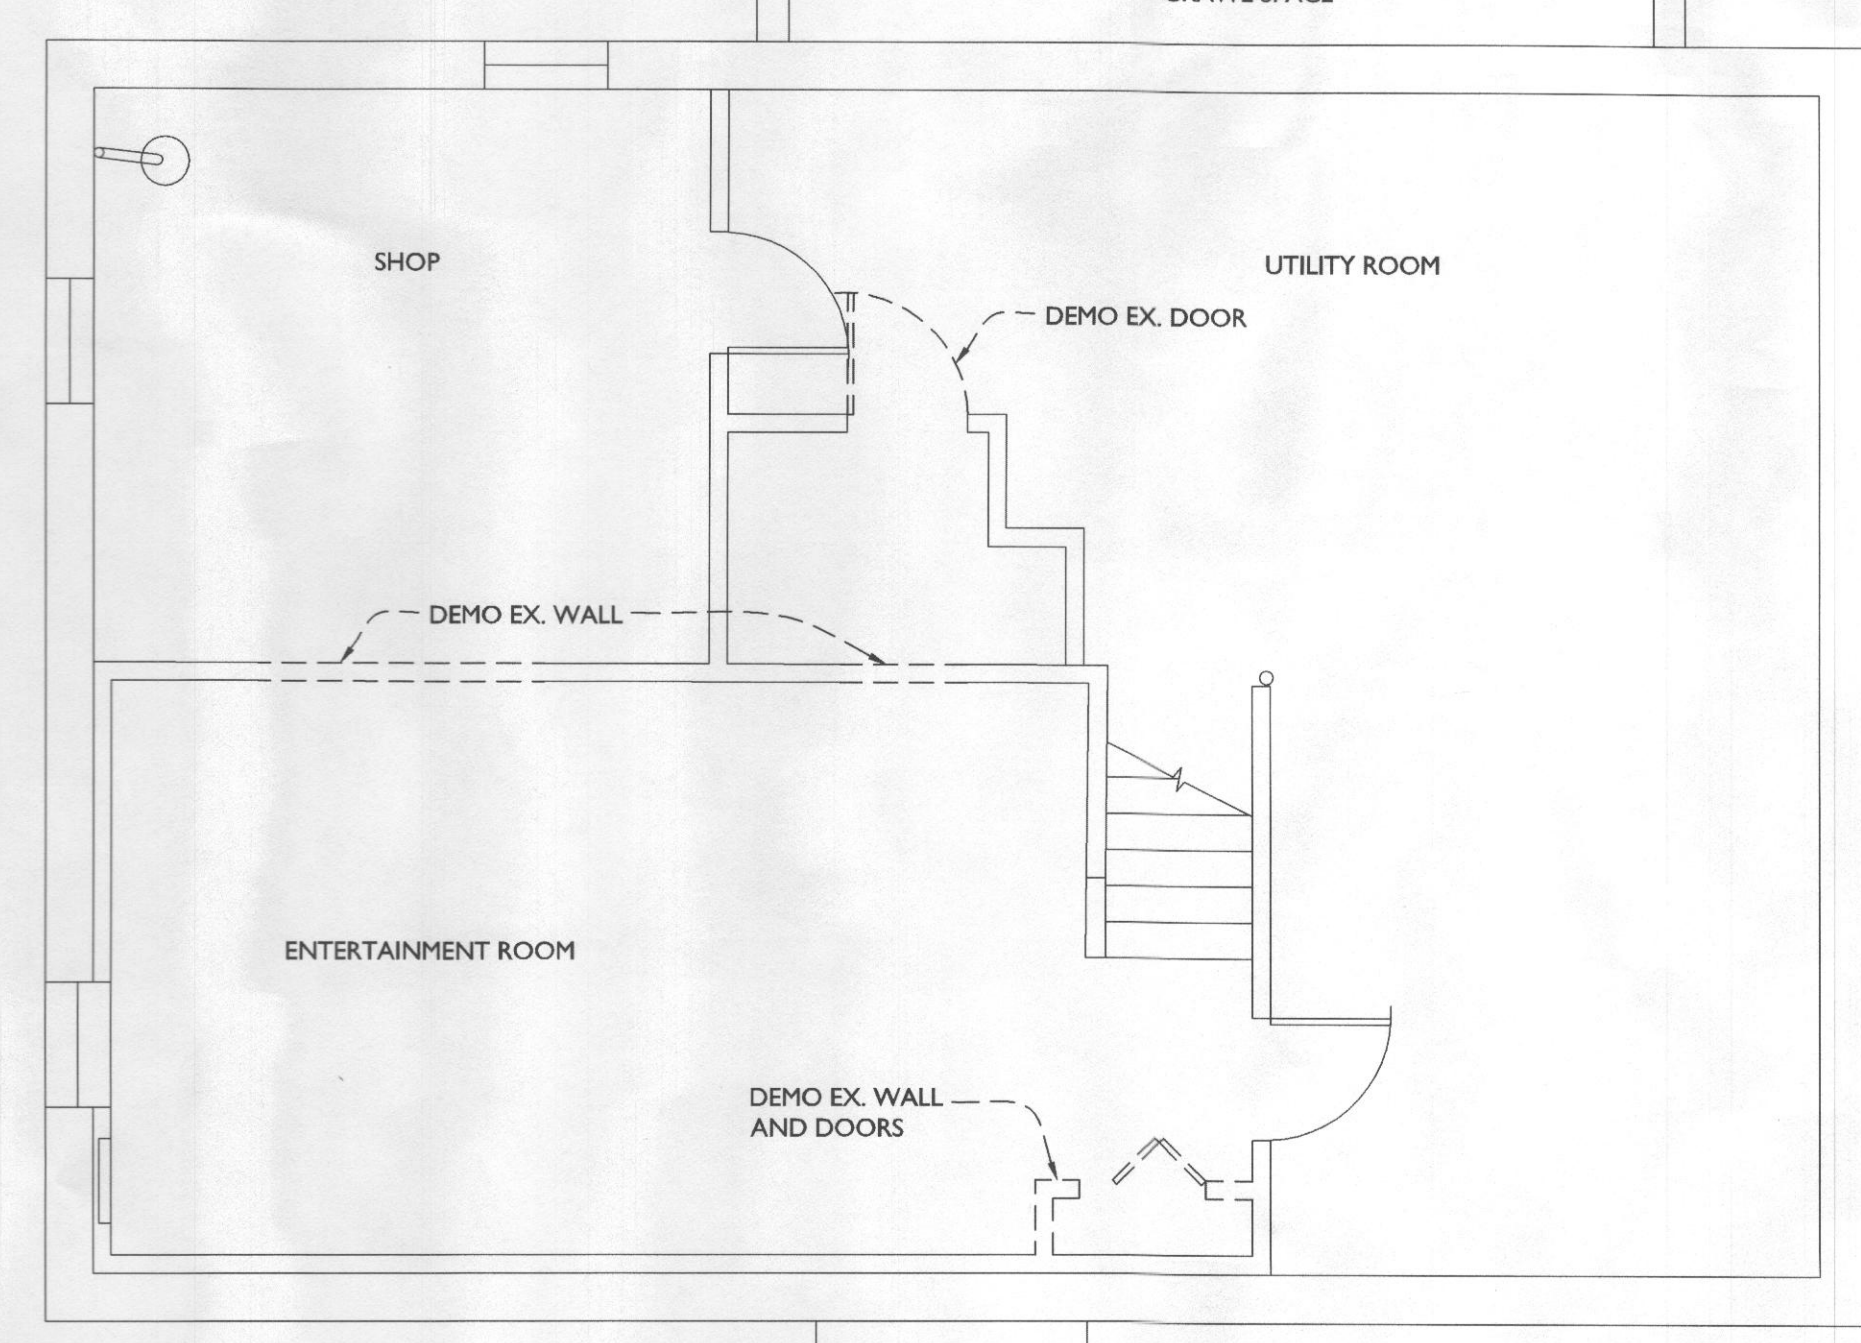 SHOP
UTILITY ROOM
DEMO EX. DOOR
DEMO EX. WALL
ENTERTAINMENT ROOM
DEMO EX. WALL
AND DOORS